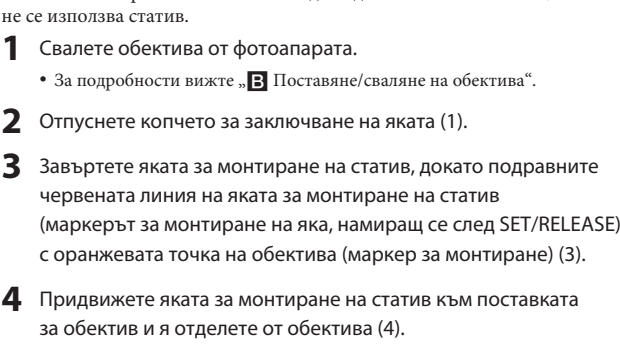 не се използва статив.
1 Свалете обектива от фотоапарата.
• За подробности вижте „B Поставяне/сваляне на обектива“.
2 Отпуснете копчето за заключване на яката (1).
3 Завъртете яката за монтиране на статив, докато подравните
червената линия на яката за монтиране на статив
(маркерът за монтиране на яка, намиращ се след SET/RELEASE)
с оранжевата точка на обектива (маркер за монтиране) (3).
4 Придвижете яката за монтиране на статив към поставката
за обектив и я отделете от обектива (4).